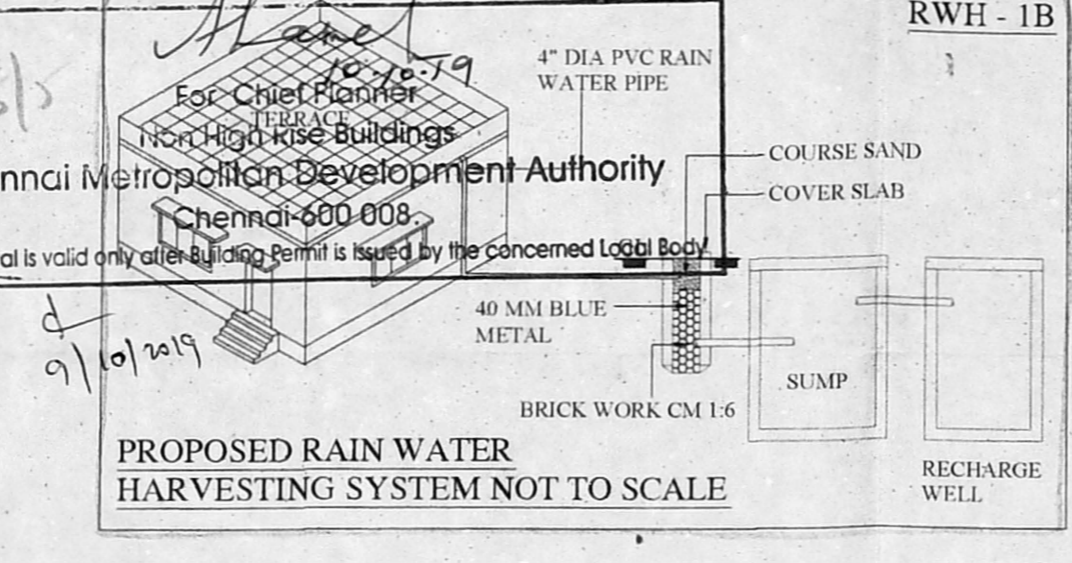 RWH - 1B
10-10-19
For Chief Planner
TERRACE
Non High Rise Buildings
nnai Metropolitan Development Authority
Chennai-600 008.
al is valid only after Building Permit is issued by the concerned Local Body.
4" DIA PVC RAIN
WATER PIPE
COURSE SAND
COVER SLAB
40 MM BLUE
METAL
BRICK WORK CM 1:6
SUMP
RECHARGE
WELL
9/10/2019
PROPOSED RAIN WATER
HARVESTING SYSTEM NOT TO SCALE